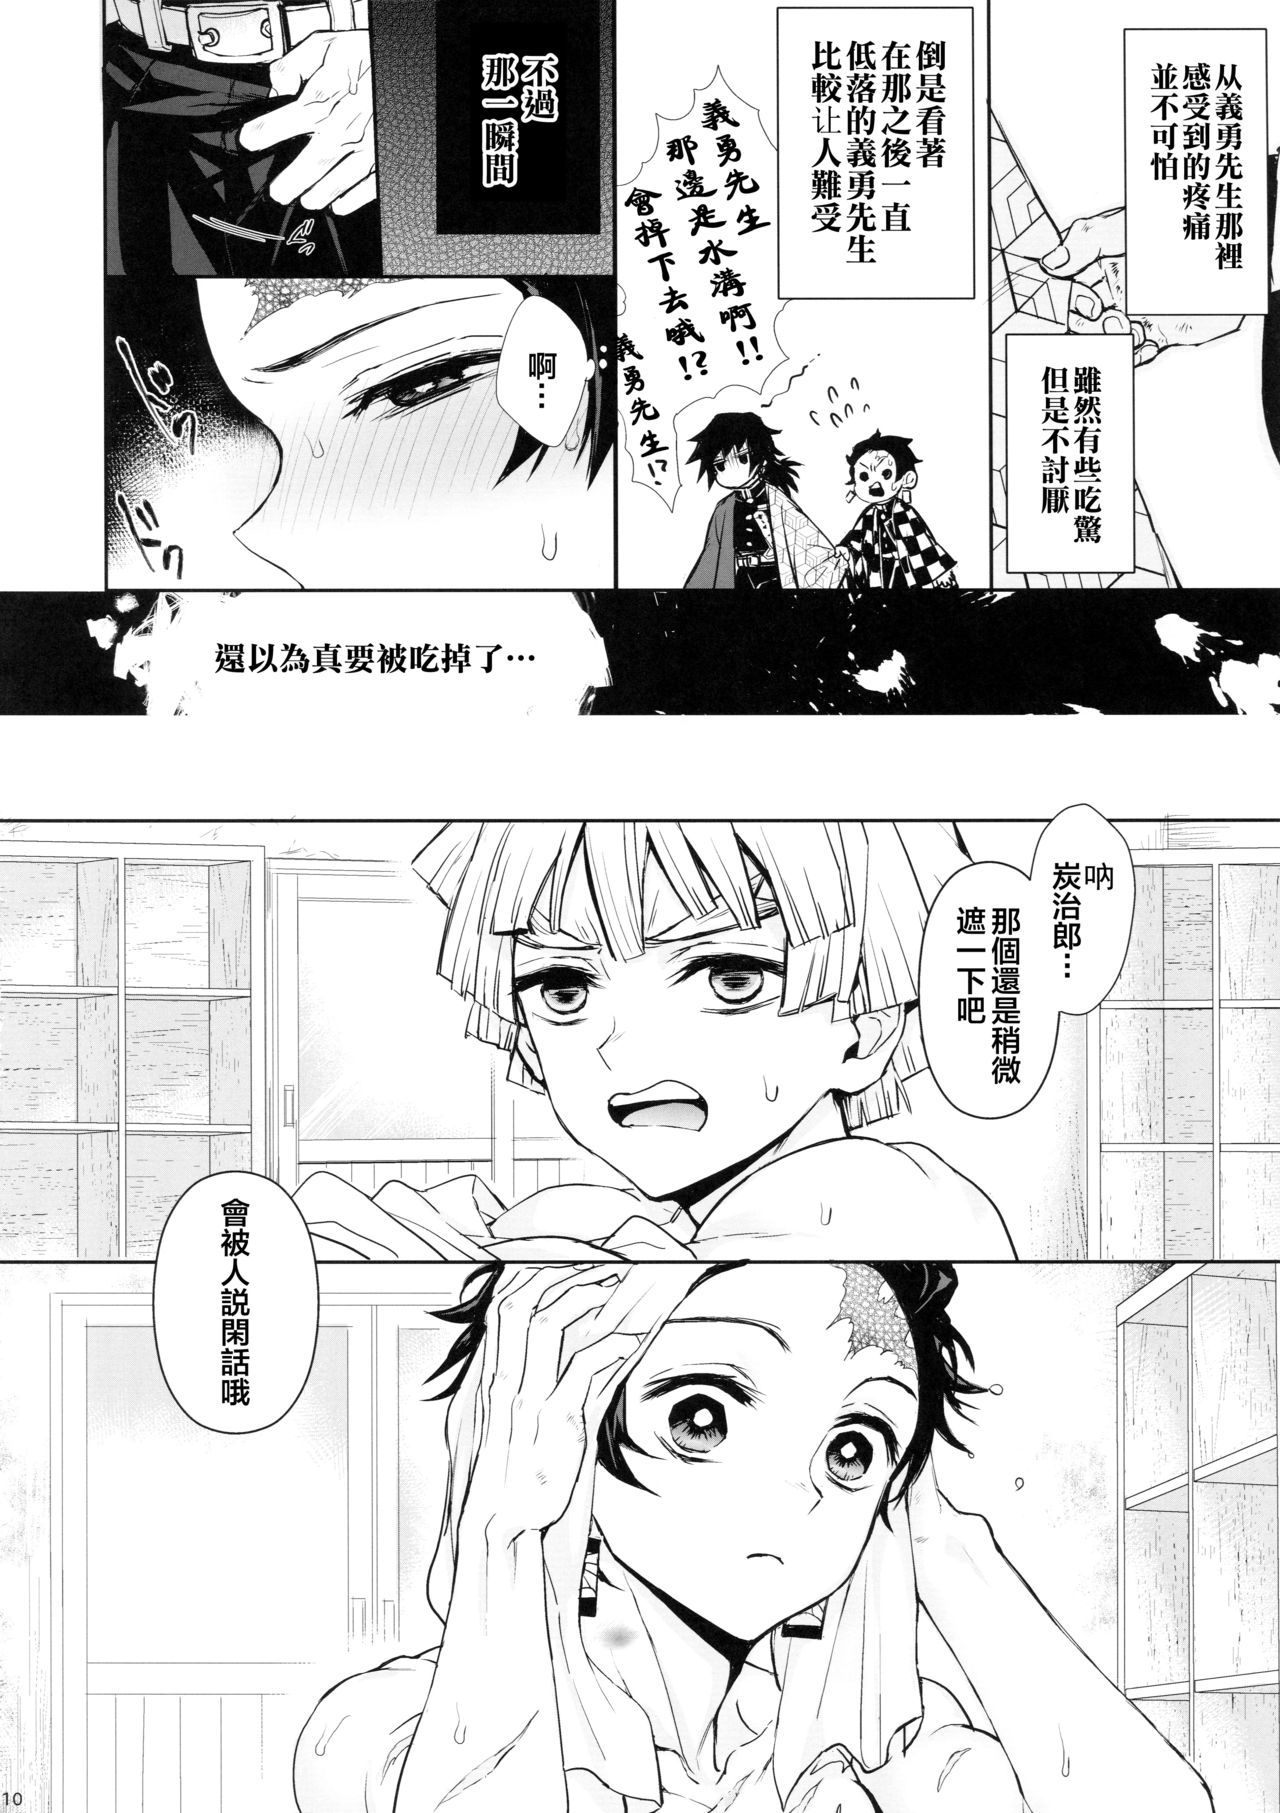 从義勇先生那裡
感受到的疼痛
並不可怕
雖然有些吃驚
但是不討厭
倒是看著
在那之後一直
低落的義勇先生
比較让人難受
義勇先生
那邊是水溝啊!!
會掉下去哦!?
義勇先生!?
不過
那一瞬間
啊…
還以為真要被吃掉了…
吶
炭治郎…
那個還是稍微
遮一下吧
會被人説閑話哦
10